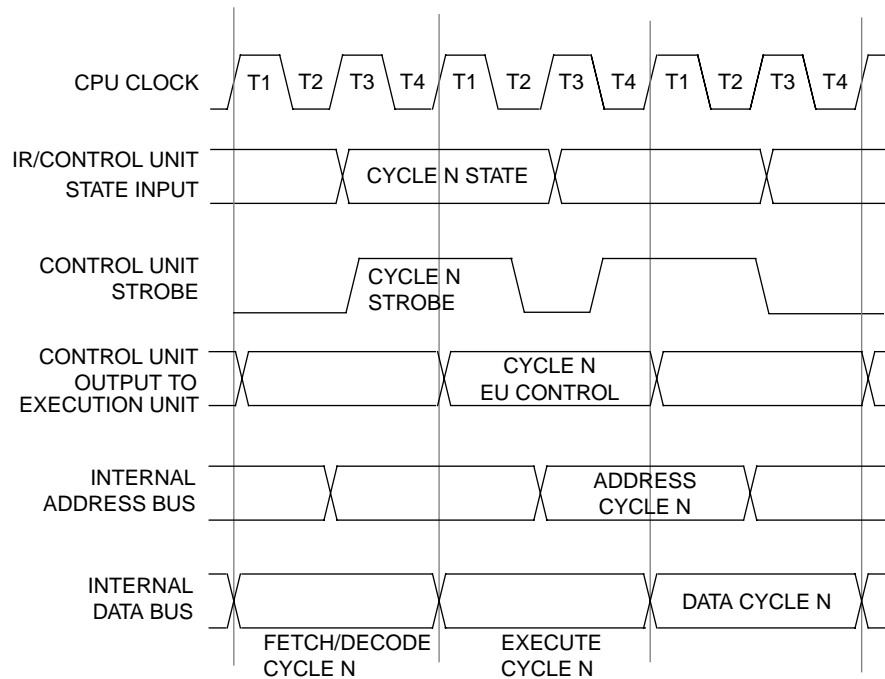 CPU CLOCK
T1 T2 T3 T4 T1 T2 T3 T4 T1 T2 T3 T4
IR/CONTROL UNIT
STATE INPUT
CYCLE N STATE
CONTROL UNIT
STROBE
CYCLE N
STROBE
CONTROL UNIT
OUTPUT TO
EXECUTION UNIT
CYCLE N
EU CONTROL
INTERNAL
ADDRESS BUS
ADDRESS
CYCLE N
INTERNAL
DATA BUS
DATA CYCLE N
FETCH/DECODE
CYCLE N
EXECUTE
CYCLE N